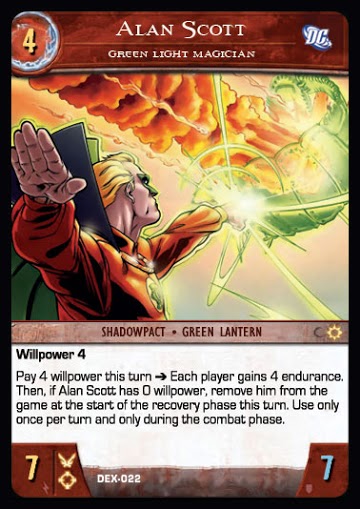 4
Alan Scott
Green Light Magician
DC
Shadowpact • Green Lantern
Willpower 4
Pay 4 willpower this turn ➔ Each player gains 4 endurance.
Then, if Alan Scott has 0 willpower, remove him from the
game at the start of the recovery phase this turn. Use only
once per turn and only during the combat phase.
7
DEX-022
7